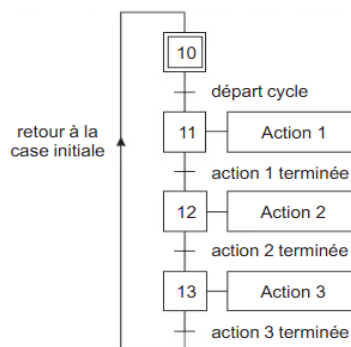 10
départ cycle
11
Action 1
retour à la
case initiale
action 1 terminée
12
Action 2
action 2 terminée
13
Action 3
action 3 terminée